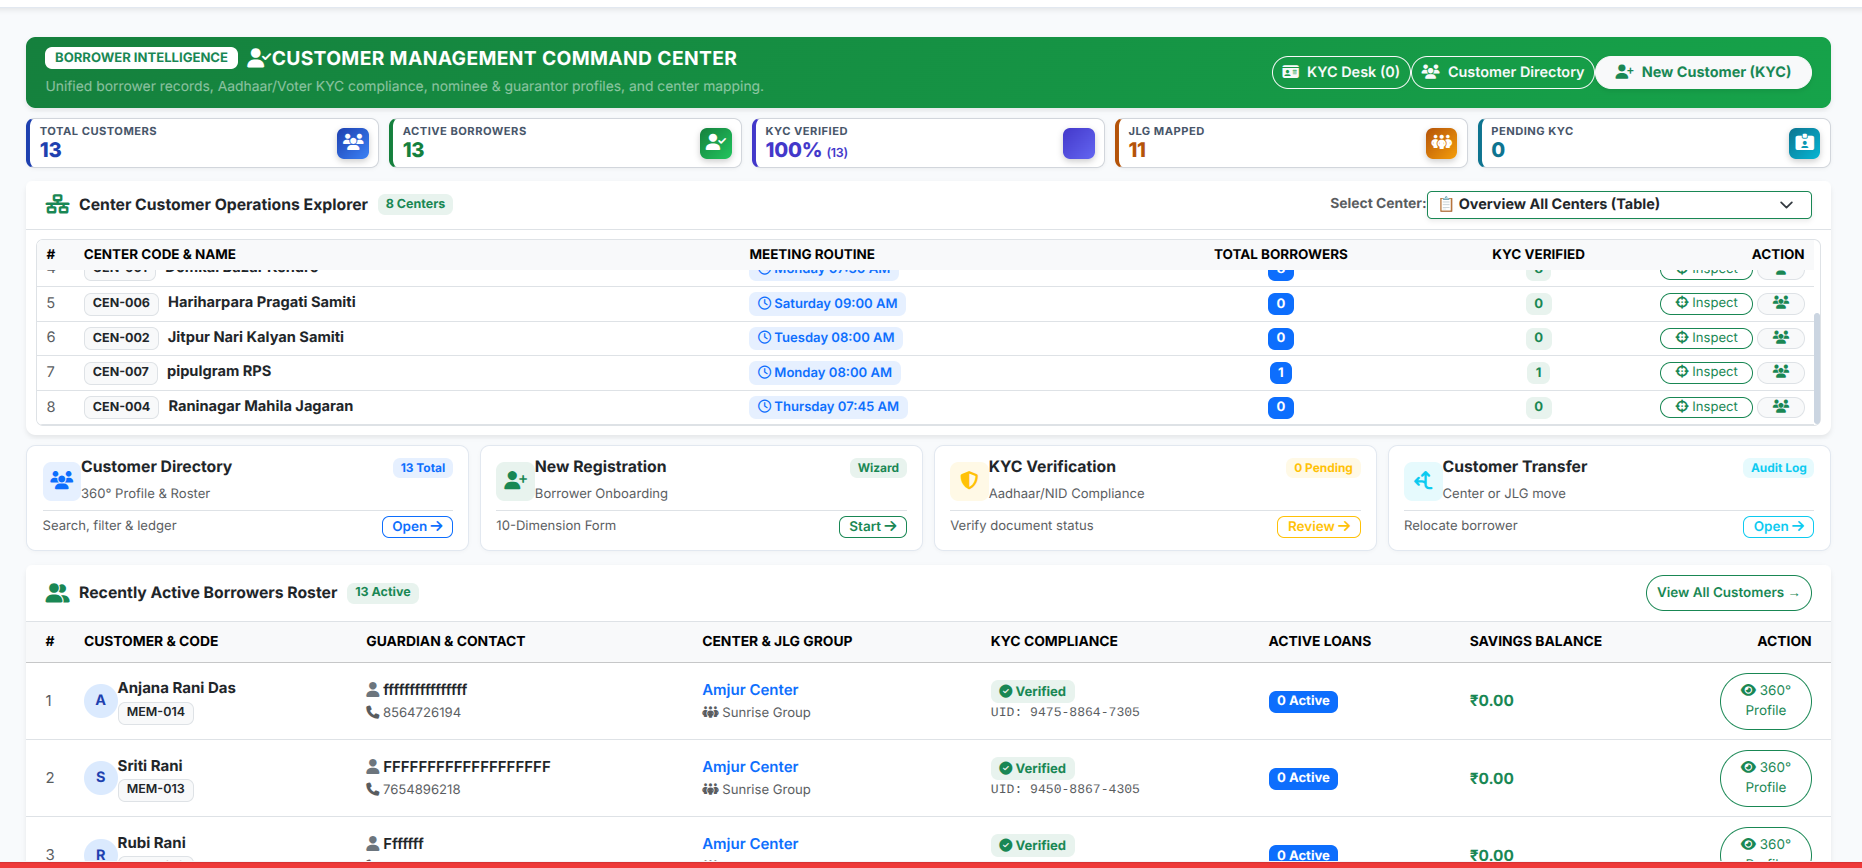 BORROWER INTELLIGENCE CUSTOMER MANAGEMENT COMMAND CENTER
Unified borrower records, Aadhaar/Voter KYC compliance, nominee & guarantor profiles, and center mapping.
KYC Desk (0) Customer Directory New Customer (KYC)
TOTAL CUSTOMERS
13
ACTIVE BORROWERS
13
KYC VERIFIED
100% (13)
JLG MAPPED
11
PENDING KYC
0
Center Customer Operations Explorer 8 Centers
Select Center: Overview All Centers (Table)
# CENTER CODE & NAME MEETING ROUTINE TOTAL BORROWERS KYC VERIFIED ACTION
5 CEN-006 Hariharpara Pragati Samiti Saturday 09:00 AM 0 0 Inspect
6 CEN-002 Jitpur Nari Kalyan Samiti Tuesday 08:00 AM 0 0 Inspect
7 CEN-007 pipulgram RPS Monday 08:00 AM 1 1 Inspect
8 CEN-004 Raninagar Mahila Jagaran Thursday 07:45 AM 0 0 Inspect
Customer Directory 13 Total
360° Profile & Roster
Search, filter & ledger Open →
New Registration Wizard
Borrower Onboarding
10-Dimension Form Start →
KYC Verification 0 Pending
Aadhaar/NID Compliance
Verify document status Review →
Customer Transfer Audit Log
Center or JLG move
Relocate borrower Open →
Recently Active Borrowers Roster 13 Active
View All Customers →
# CUSTOMER & CODE GUARDIAN & CONTACT CENTER & JLG GROUP KYC COMPLIANCE ACTIVE LOANS SAVINGS BALANCE ACTION
1 A Anjana Rani Das ffffffffffffffff Amjur Center Verified 0 Active ₹0.00 360°
MEM-014 8564726194 Sunrise Group UID: 9475-8864-7305 Profile
2 S Sriti Rani FFFFFFFFFFFFFFFFFFF Amjur Center Verified 0 Active ₹0.00 360°
MEM-013 7654896218 Sunrise Group UID: 9450-8867-4305 Profile
3 R Rubi Rani Fffffff Amjur Center Verified 0 Active ₹0.00 360°